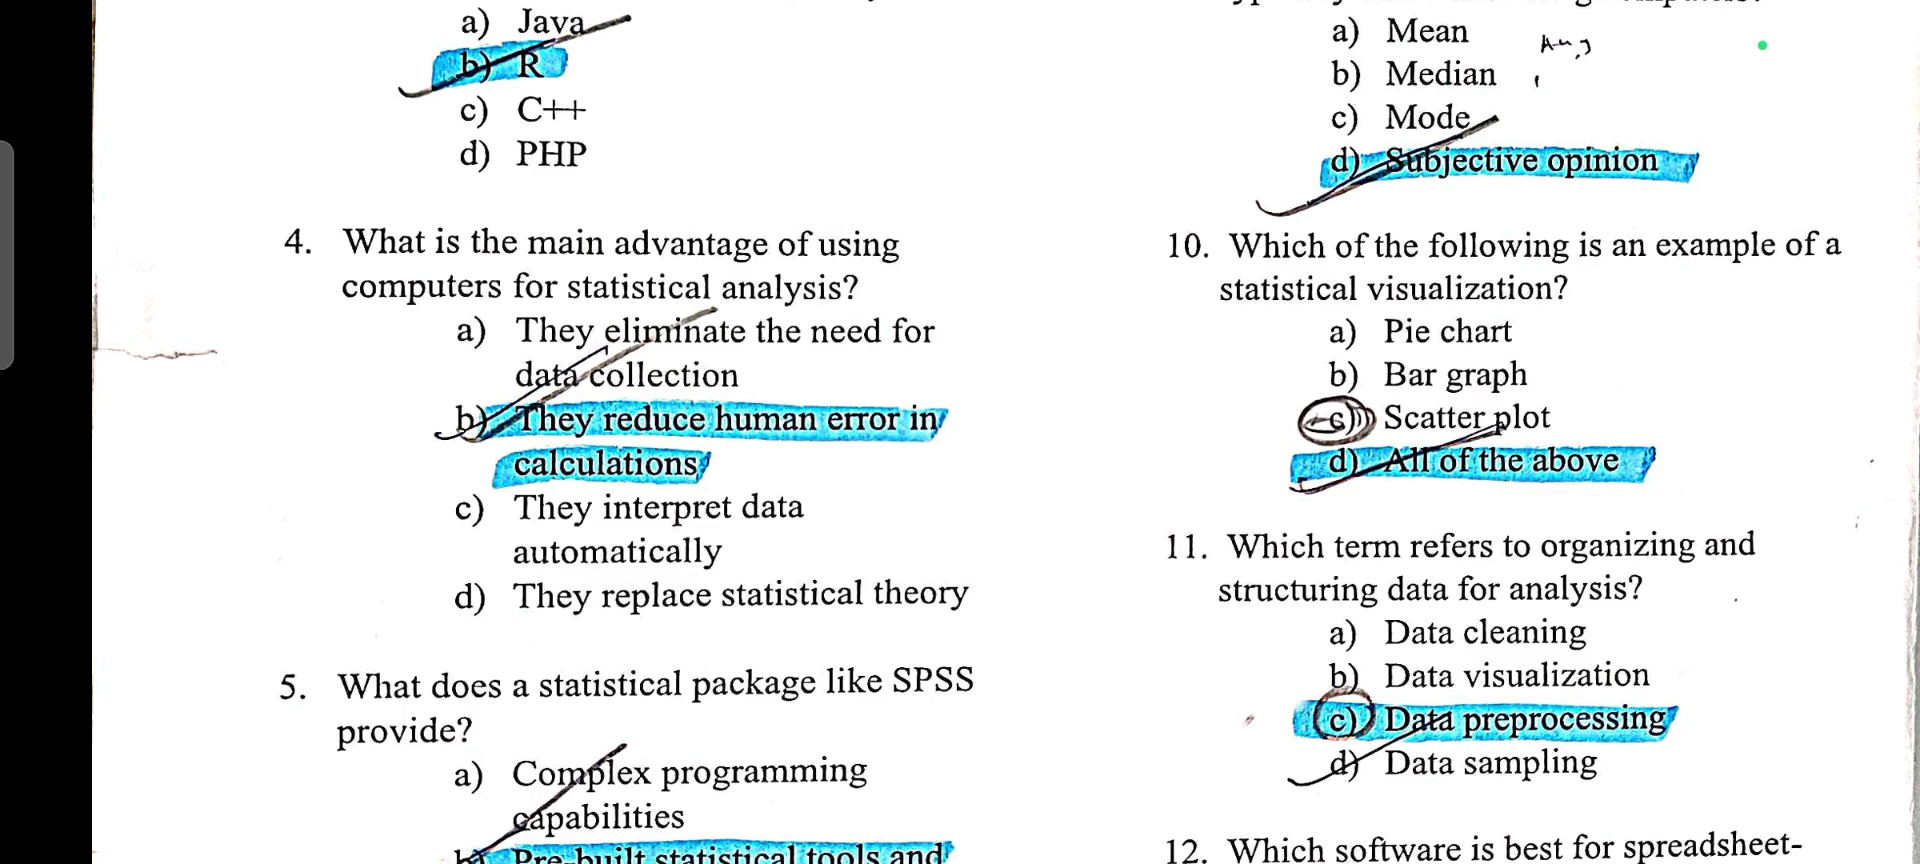 a) Java
b) R
c) C++
d) PHP
4. What is the main advantage of using
computers for statistical analysis?
a) They eliminate the need for
data collection
b) They reduce human error in
calculations
c) They interpret data
automatically
d) They replace statistical theory
5. What does a statistical package like SPSS
provide?
a) Complex programming
capabilities
b) Pre-built statistical tools and
a) Mean
b) Median
c) Mode
d) Subjective opinion
10. Which of the following is an example of a
statistical visualization?
a) Pie chart
b) Bar graph
c) Scatter plot
d) All of the above
11. Which term refers to organizing and
structuring data for analysis?
a) Data cleaning
b) Data visualization
c) Data preprocessing
d) Data sampling
12. Which software is best for spreadsheet-